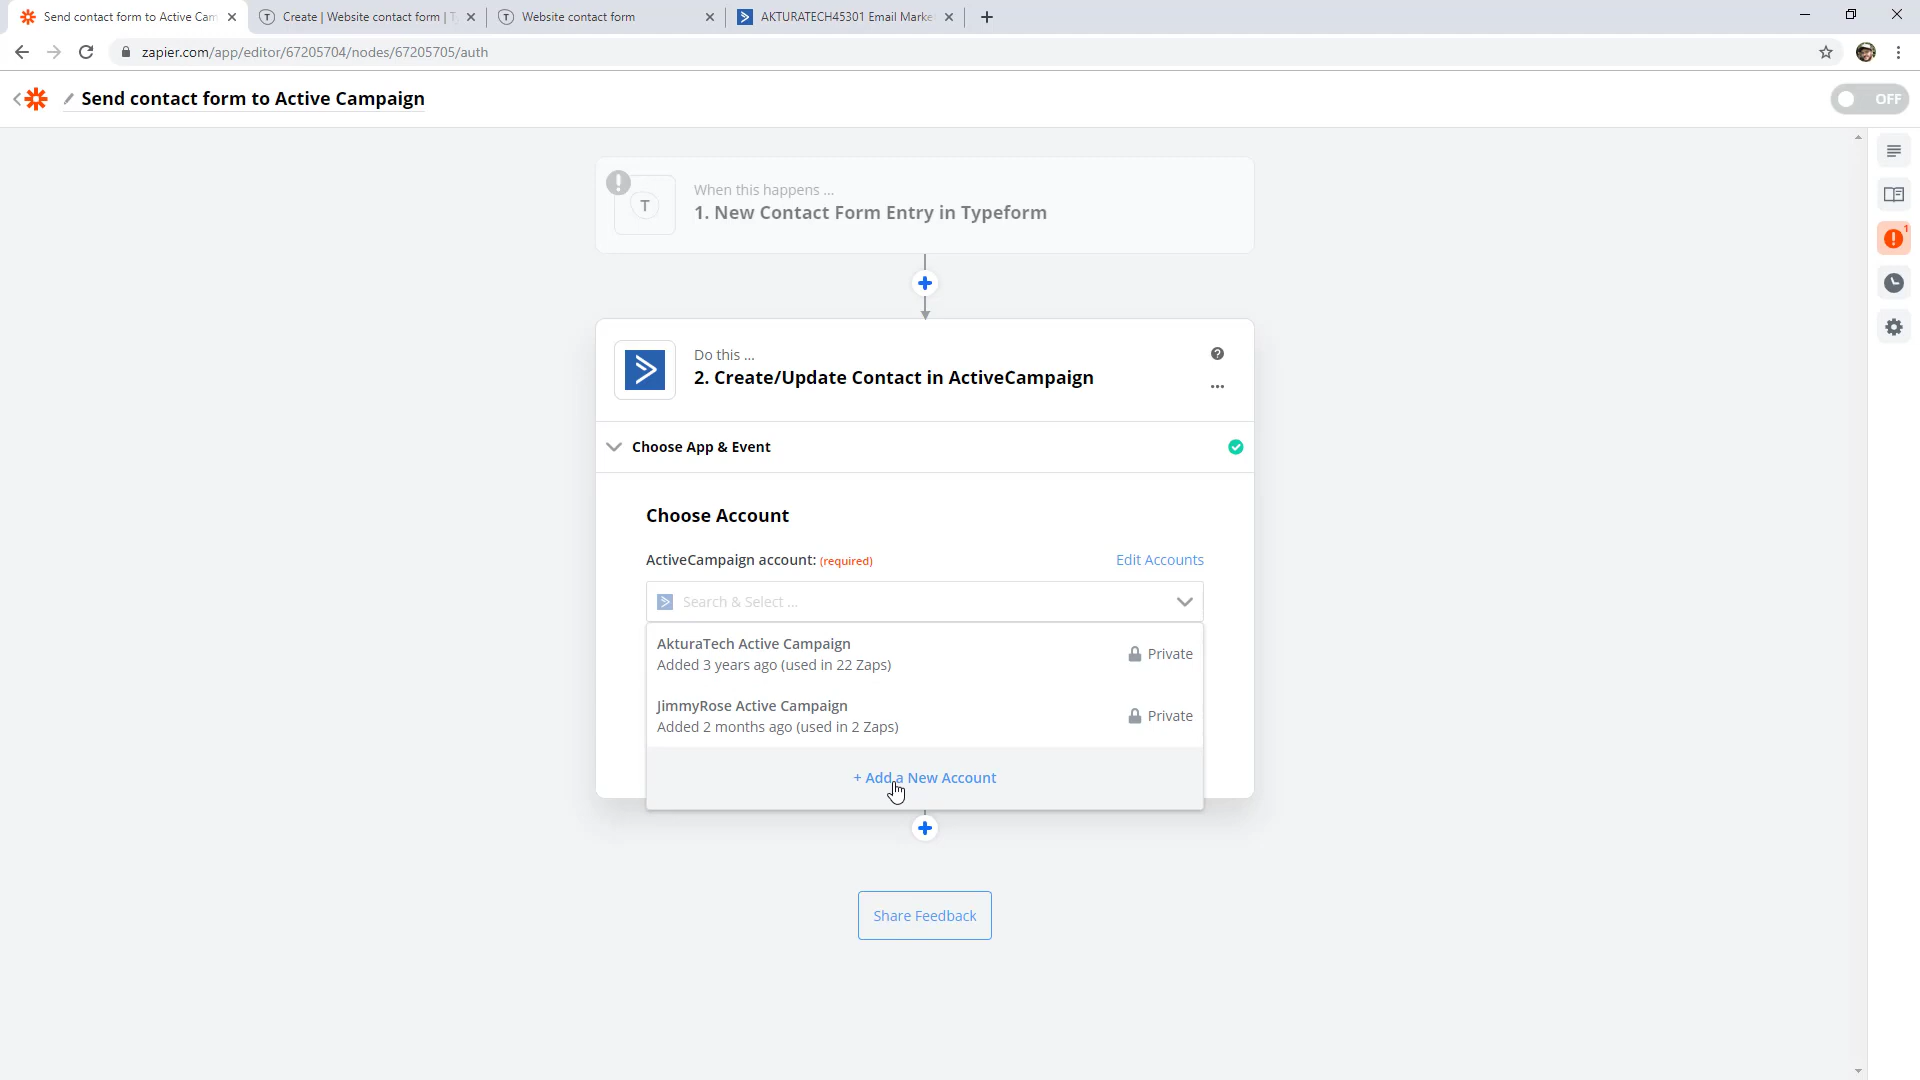 Send contact form to Active Cam
Create | Website contact form | T
Website contact form
AKTURATECH45301 Email Marke
zapier.com/app/editor/67205704/nodes/67205705/auth
Send contact form to Active Campaign
OFF
T
When this happens ...
1. New Contact Form Entry in Typeform
1
Do this ...
2. Create/Update Contact in ActiveCampaign
Choose App & Event
Choose Account
ActiveCampaign account: (required)
Edit Accounts
Search & Select ...
AkturaTech Active Campaign
Added 3 years ago (used in 22 Zaps)
Private
JimmyRose Active Campaign
Added 2 months ago (used in 2 Zaps)
Private
+ Add a New Account
Share Feedback